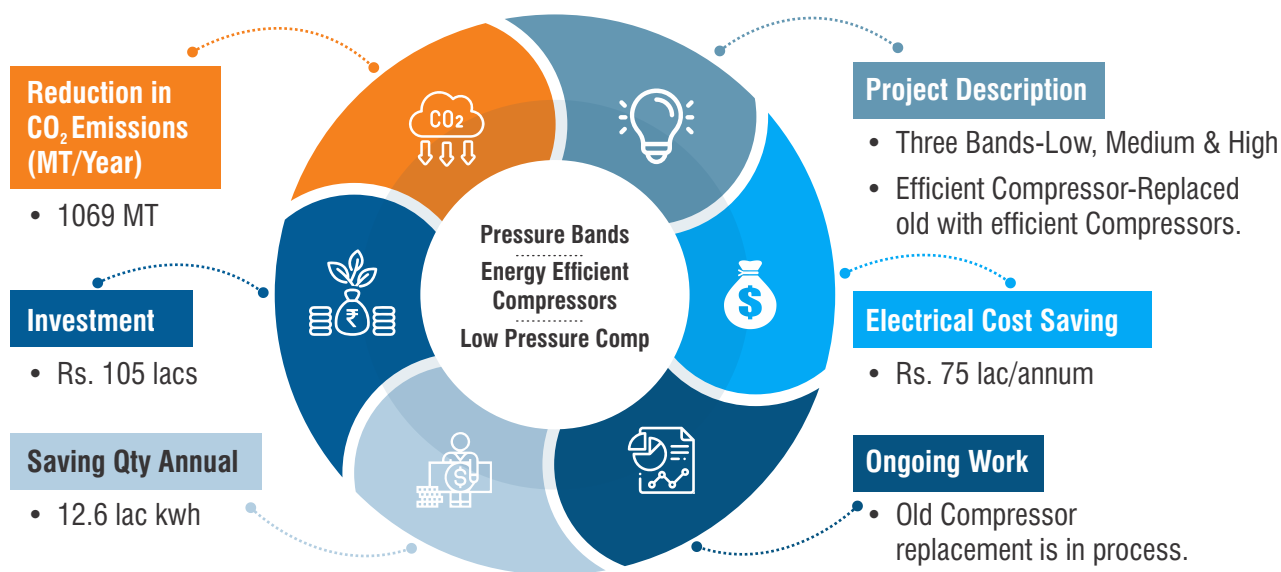 Reduction in
CO₂ Emissions
(MT/Year)
• 1069 MT
Investment
• Rs. 105 lacs
Saving Qty Annual
• 12.6 lac kwh
CO₂
₹
$
$
Pressure Bands
Energy Efficient
Compressors
Low Pressure Comp
Project Description
• Three Bands-Low, Medium & High
• Efficient Compressor-Replaced
old with efficient Compressors.
Electrical Cost Saving
• Rs. 75 lac/annum
Ongoing Work
• Old Compressor
replacement is in process.